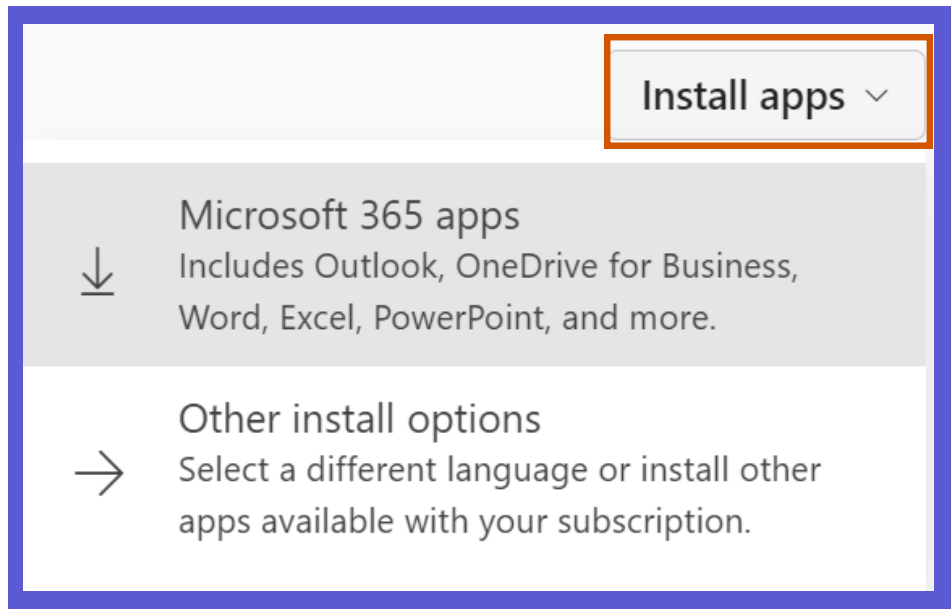 Install apps
Microsoft 365 apps
Includes Outlook, OneDrive for Business,
Word, Excel, PowerPoint, and more.
Other install options
Select a different language or install other
apps available with your subscription.